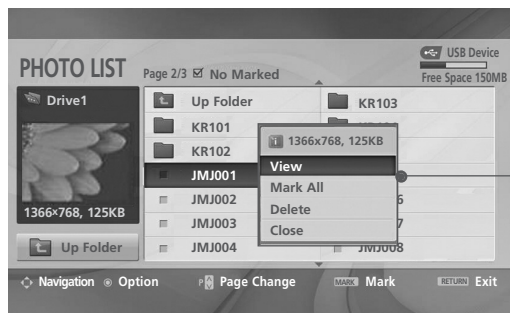 USB Device
PHOTO LIST
Page 2/3 No Marked
Free Space 150MB
Drive1
1366×768, 125KB
Up Folder
Up Folder
KR101
KR102
JMJ001
JMJ002
JMJ003
JMJ004
KR103
JMJ008
1366x768, 125KB
View
Mark All
Delete
Close
Navigation
Option
P Page Change
MARK Mark
RETURN Exit